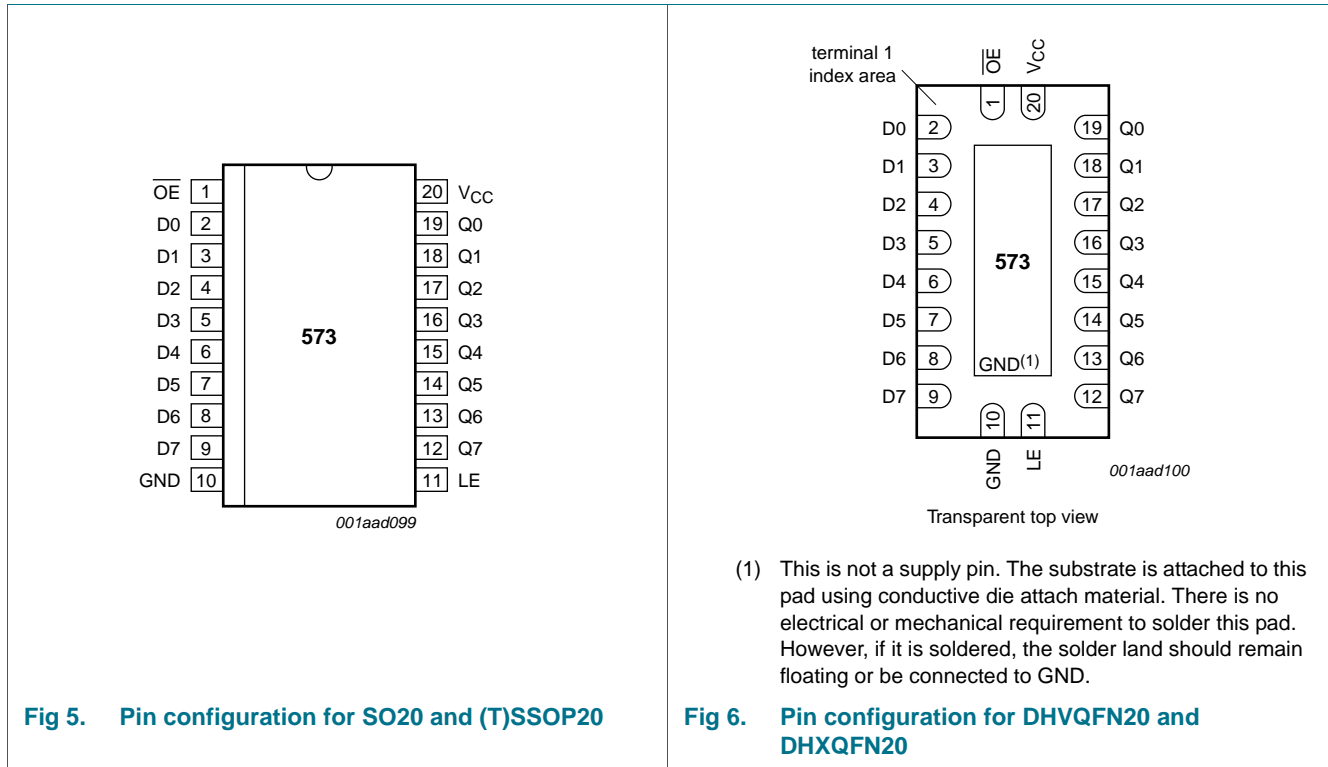 OE 1
D0 2
D1 3
D2 4
D3 5
D4 6
D5 7
D6 8
D7 9
GND 10
573
20 VCC
19 Q0
18 Q1
17 Q2
16 Q3
15 Q4
14 Q5
13 Q6
12 Q7
11 LE
001aad099
Fig 5. Pin configuration for SO20 and (T)SSOP20
terminal 1
index area
OE
VCC
1
20
D0 2
D1 3
D2 4
D3 5
D4 6
D5 7
D6 8
D7 9
573
GND(1)
19 Q0
18 Q1
17 Q2
16 Q3
15 Q4
14 Q5
13 Q6
12 Q7
10
11
GND
LE
001aad100
Transparent top view
(1) This is not a supply pin. The substrate is attached to this
pad using conductive die attach material. There is no
electrical or mechanical requirement to solder this pad.
However, if it is soldered, the solder land should remain
floating or be connected to GND.
Fig 6. Pin configuration for DHVQFN20 and
DHXQFN20